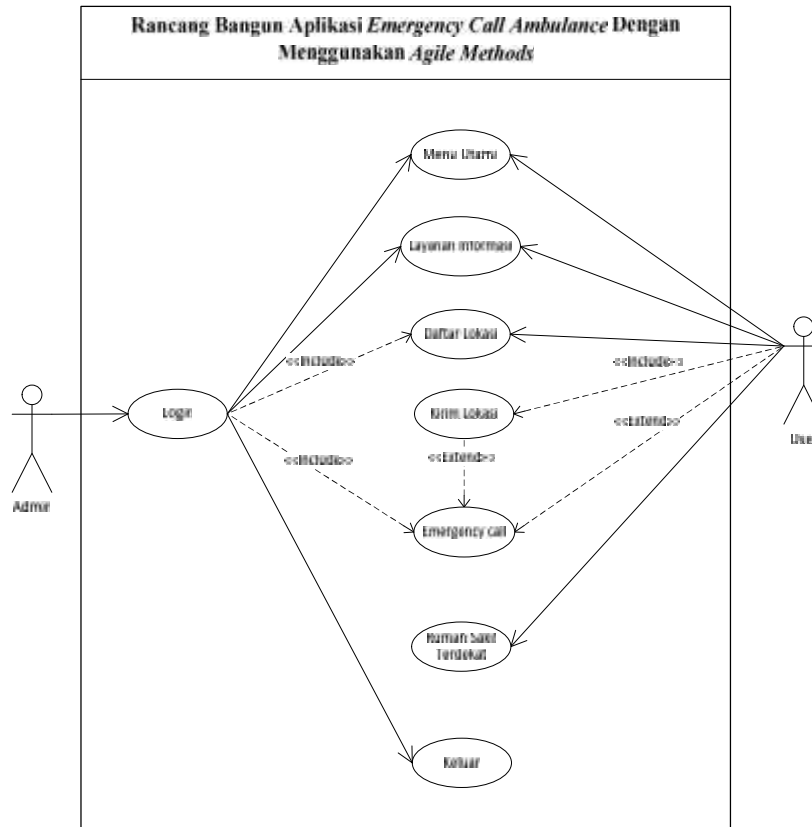 Rancang Bangun Aplikasi Emergency Call Ambulance Dengan
Menggunakan Agile Methods
Menu Utama
Layanan Informasi
Daftar Lokasi
<<Include>>
<<Include>>
Login
Kirim Lokasi
<<Extend>>
User
<<Include>>
<<Extend>>
Admin
Emergency call
Rumah Sakit
Terdekat
Keluar